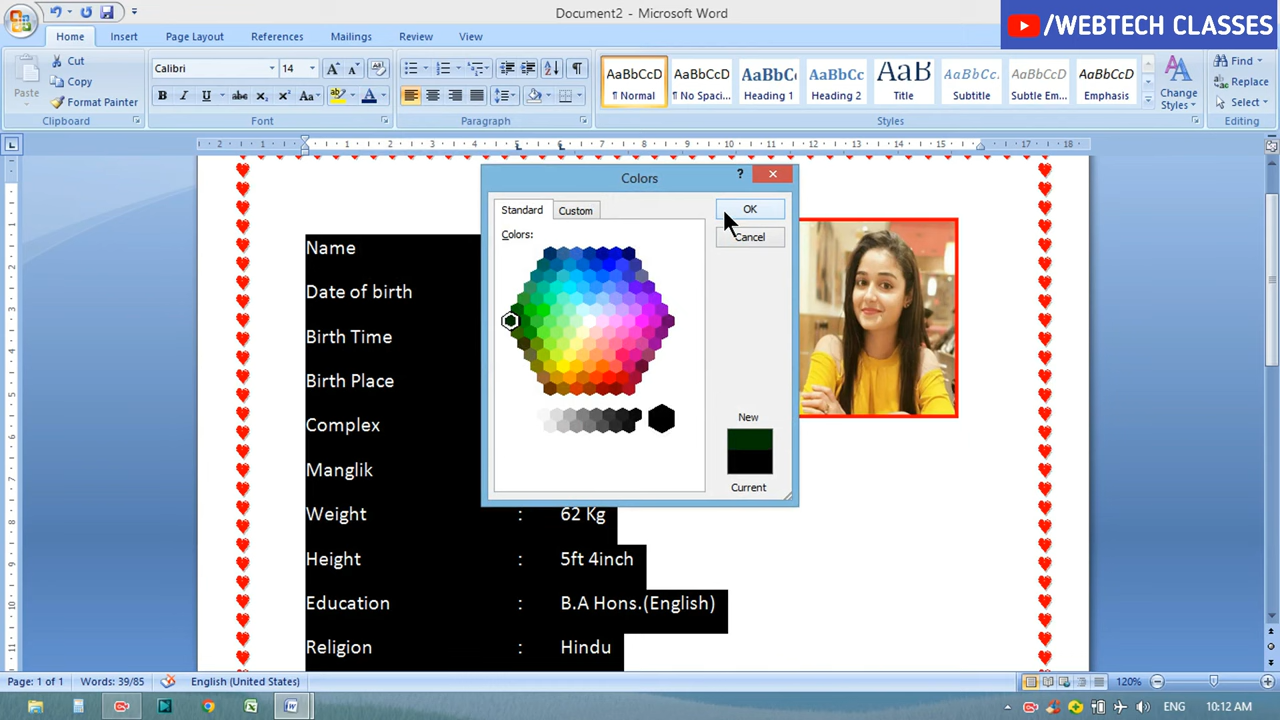 Document2 - Microsoft Word
/WEBTECH CLASSES
Home Insert Page Layout References Mailings Review View
Paste
Cut
Copy
Format Painter
Clipboard
Calibri 14
Font
Paragraph
AaBbCcD
¶ Normal
AaBbCcD
¶ No Spaci...
AaBbC
Heading 1
AaBbCc
Heading 2
AaB
Title
AaBbCcL
Subtitle
AaBbCcD
Subtle Em...
AaBbCcD
Emphasis
Change
Styles
Styles
Find
Replace
Select
Editing
Colors
Standard Custom
OK
Cancel
Colors:
New
Current
Name
Date of birth
Birth Time
Birth Place
Complex
Manglik
Weight : 62 Kg
Height : 5ft 4inch
Education : B.A Hons.(English)
Religion : Hindu
Page: 1 of 1 Words: 39/85 English (United States) 120%
ENG 10:12 AM